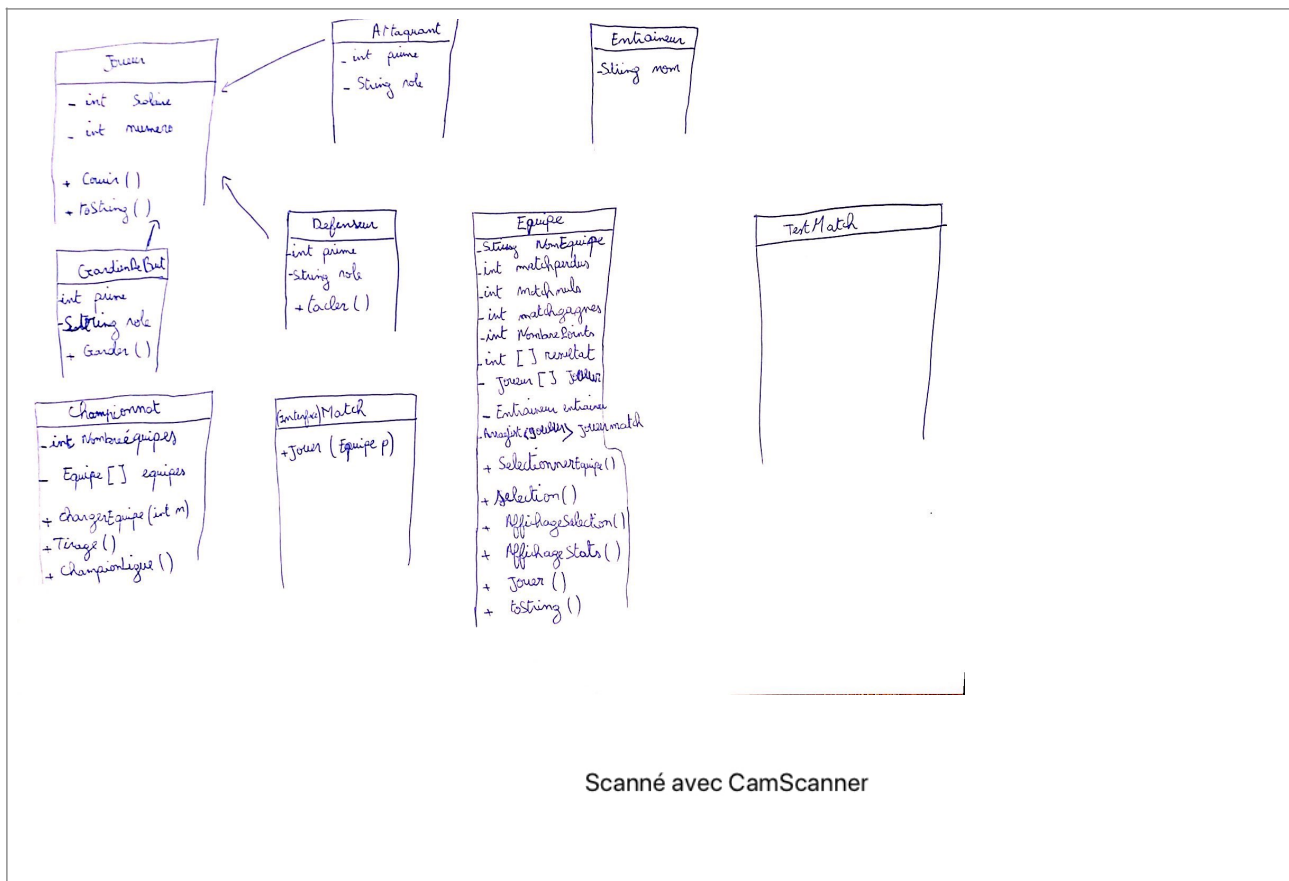 Joueur
- int Salaire
- int numero
+ Courir ( )
+ toString ( )
Attaquant
- int prime
- String role
Entraineur
- String nom
GardienDeBut
- int prime
- String role
+ Garder ( )
Defenseur
- int prime
- String role
+ tacler ( )
Equipe
- String NomEquipe
- int matchperdus
- int matchnuls
- int matchgagnes
- int NombrePoints
- int [ ] resultat
- Joueur [ ] Joueur
- Entraineur entraineur
- ArrayList <Joueur> Joueurmatch
+ SelectionnerEquipe ( )
+ selection ( )
+ AffichageSelection ( )
+ AffichageStats ( )
+ Jouer ( )
+ toString ( )
TestMatch
Championnat
- int Nombreéquipes
- Equipe [ ] equipes
+ chargerEquipe (int n)
+ Tirage ( )
+ ChampionLigue ( )
(Interface) Match
+ Jouer ( Equipe p )
Scanné avec CamScanner